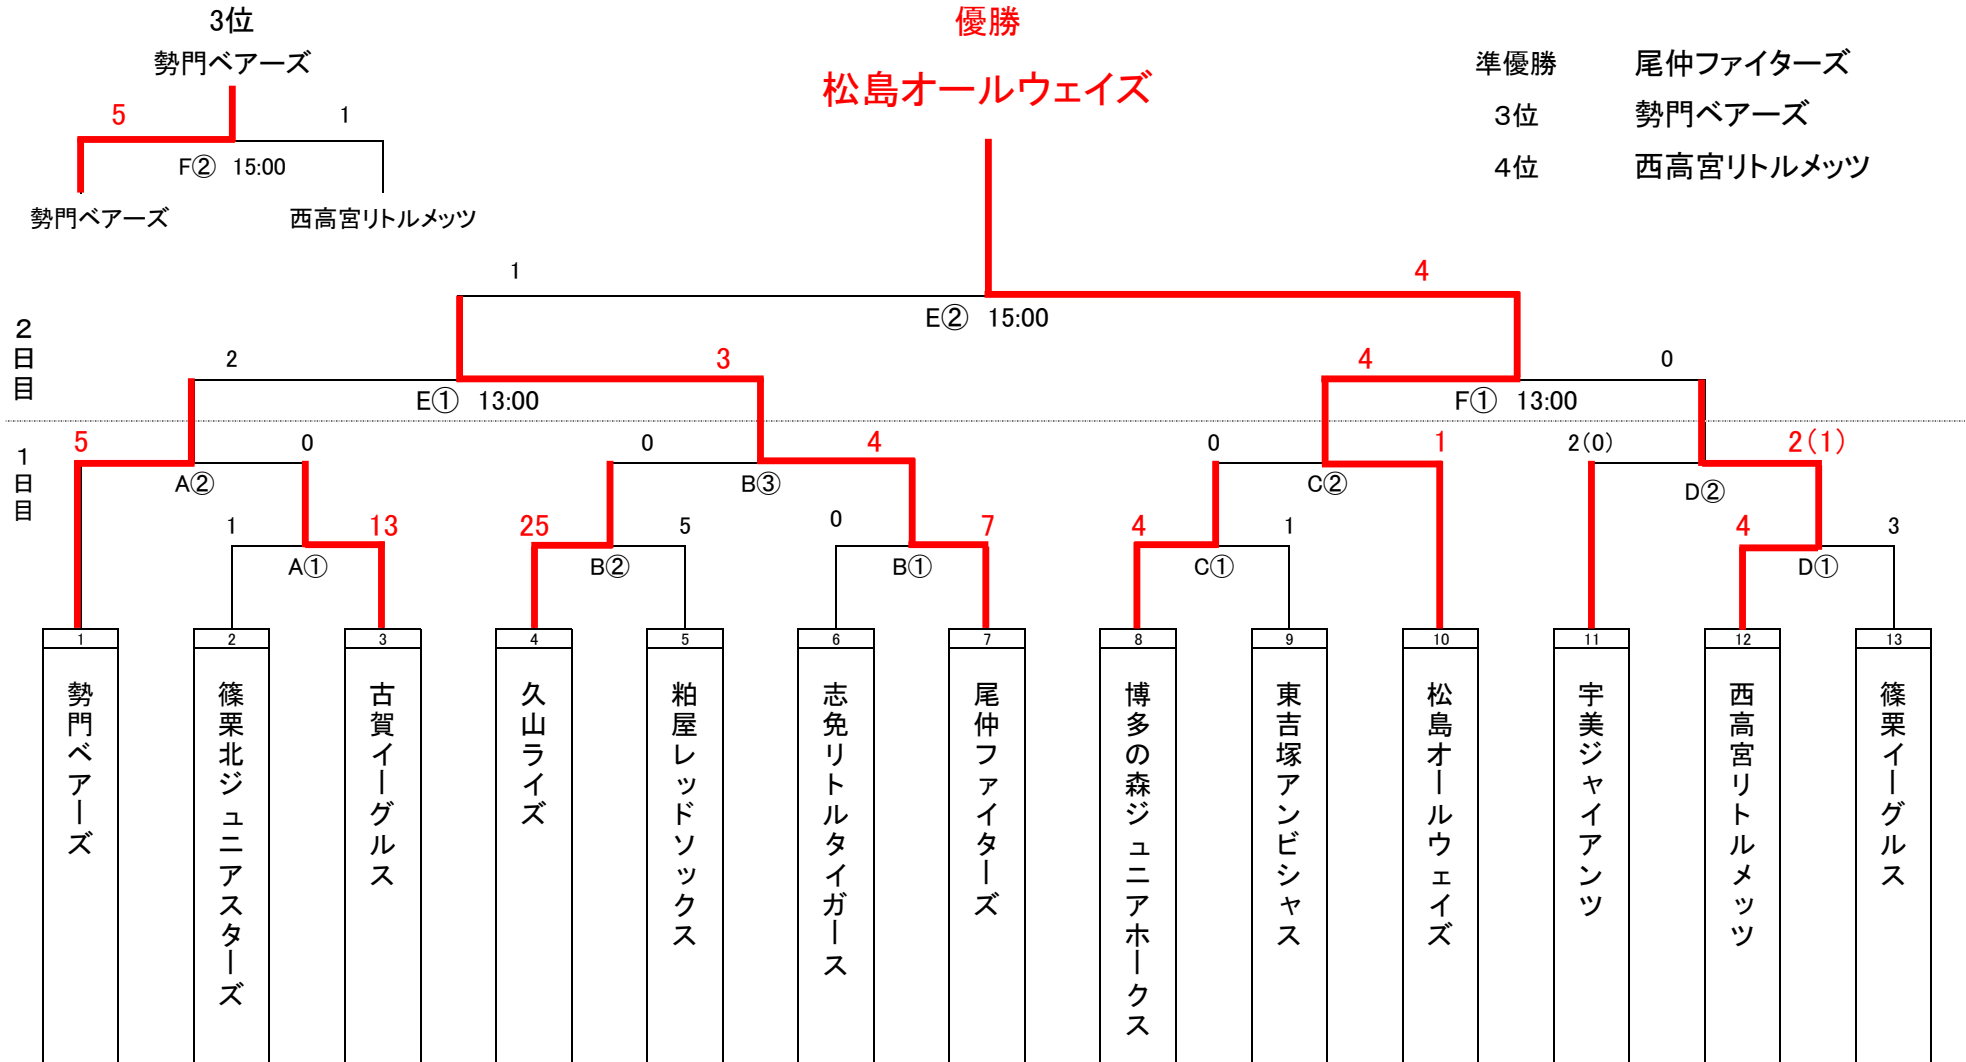 3位
勢門ベアーズ
5 1
F② 15:00
勢門ベアーズ 西高宮リトルメッツ
優勝
松島オールウェイズ
準優勝 尾仲ファイターズ
3位 勢門ベアーズ
4位 西高宮リトルメッツ
1 4
E② 15:00
2日目
2 3 4 0
E① 13:00 F① 13:00
1日目
5 0 0 4 0 1 2(0) 2(1)
A② B③ C② D②
1 13 25 5 0 7 4 1 4 3
A① B② B① C① D①
1 2 3 4 5 6 7 8 9 10 11 12 13
勢門ベアーズ
篠栗北ジュニアスターズ
古賀イーグルス
久山ライズ
粕屋レッドソックス
志免リトルタイガース
尾仲ファイターズ
博多の森ジュニアホークス
東吉塚アンビシャス
松島オールウェイズ
宇美ジャイアンツ
西高宮リトルメッツ
篠栗イーグルス